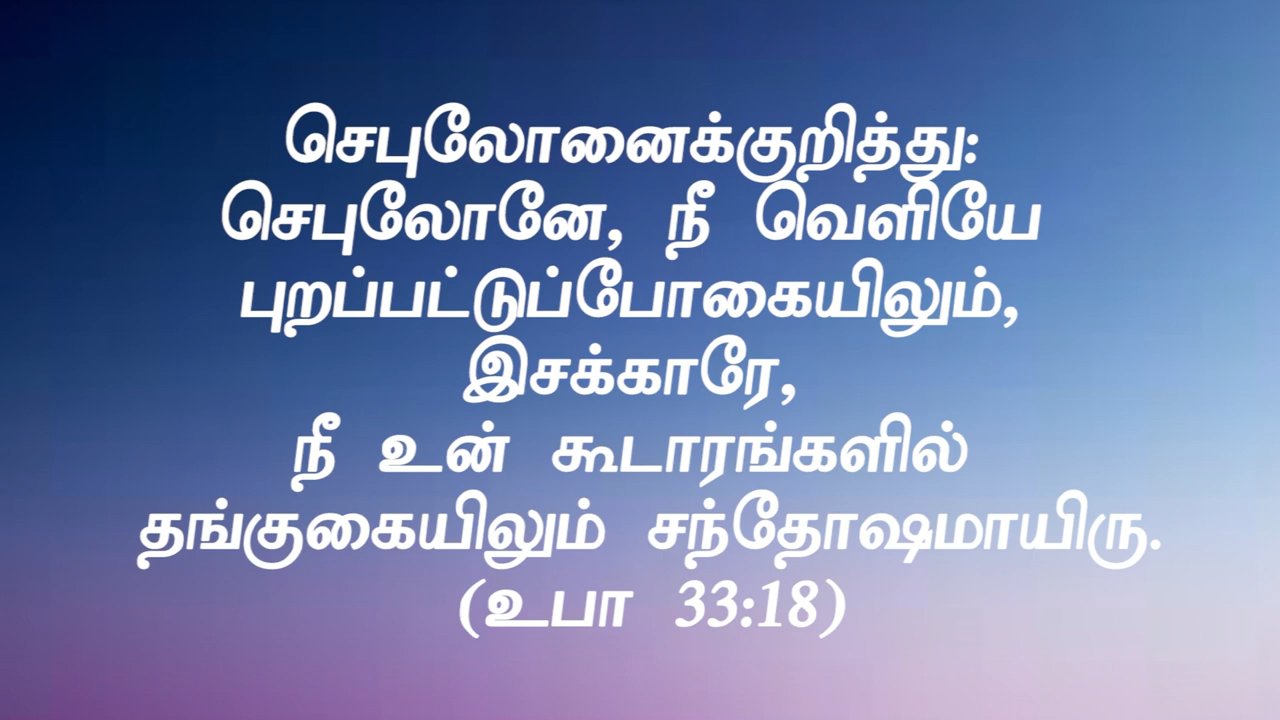 செபுலோனைக்குறித்து:
செபுலோனே, நீ வெளியே
புறப்பட்டுப்போகையிலும்,
இசக்காரே,
நீ உன் கூடாரங்களில்
தங்குகையிலும் சந்தோஷமாயிரு.
(உபா 33:18)